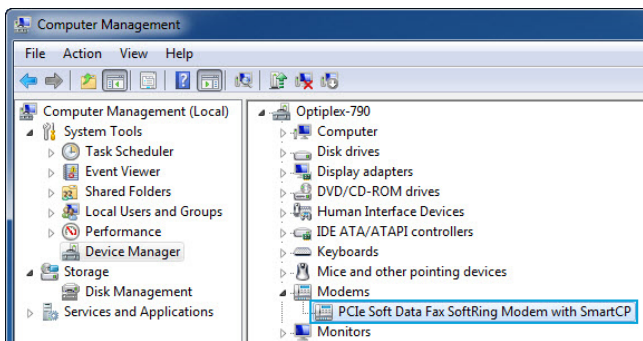 Computer Management
File Action View Help
Computer Management (Local)
System Tools
Task Scheduler
Event Viewer
Shared Folders
Local Users and Groups
Performance
Device Manager
Storage
Disk Management
Services and Applications
Optiplex-790
Computer
Disk drives
Display adapters
DVD/CD-ROM drives
Human Interface Devices
IDE ATA/ATAPI controllers
Keyboards
Mice and other pointing devices
Modems
PCIe Soft Data Fax SoftRing Modem with SmartCP
Monitors